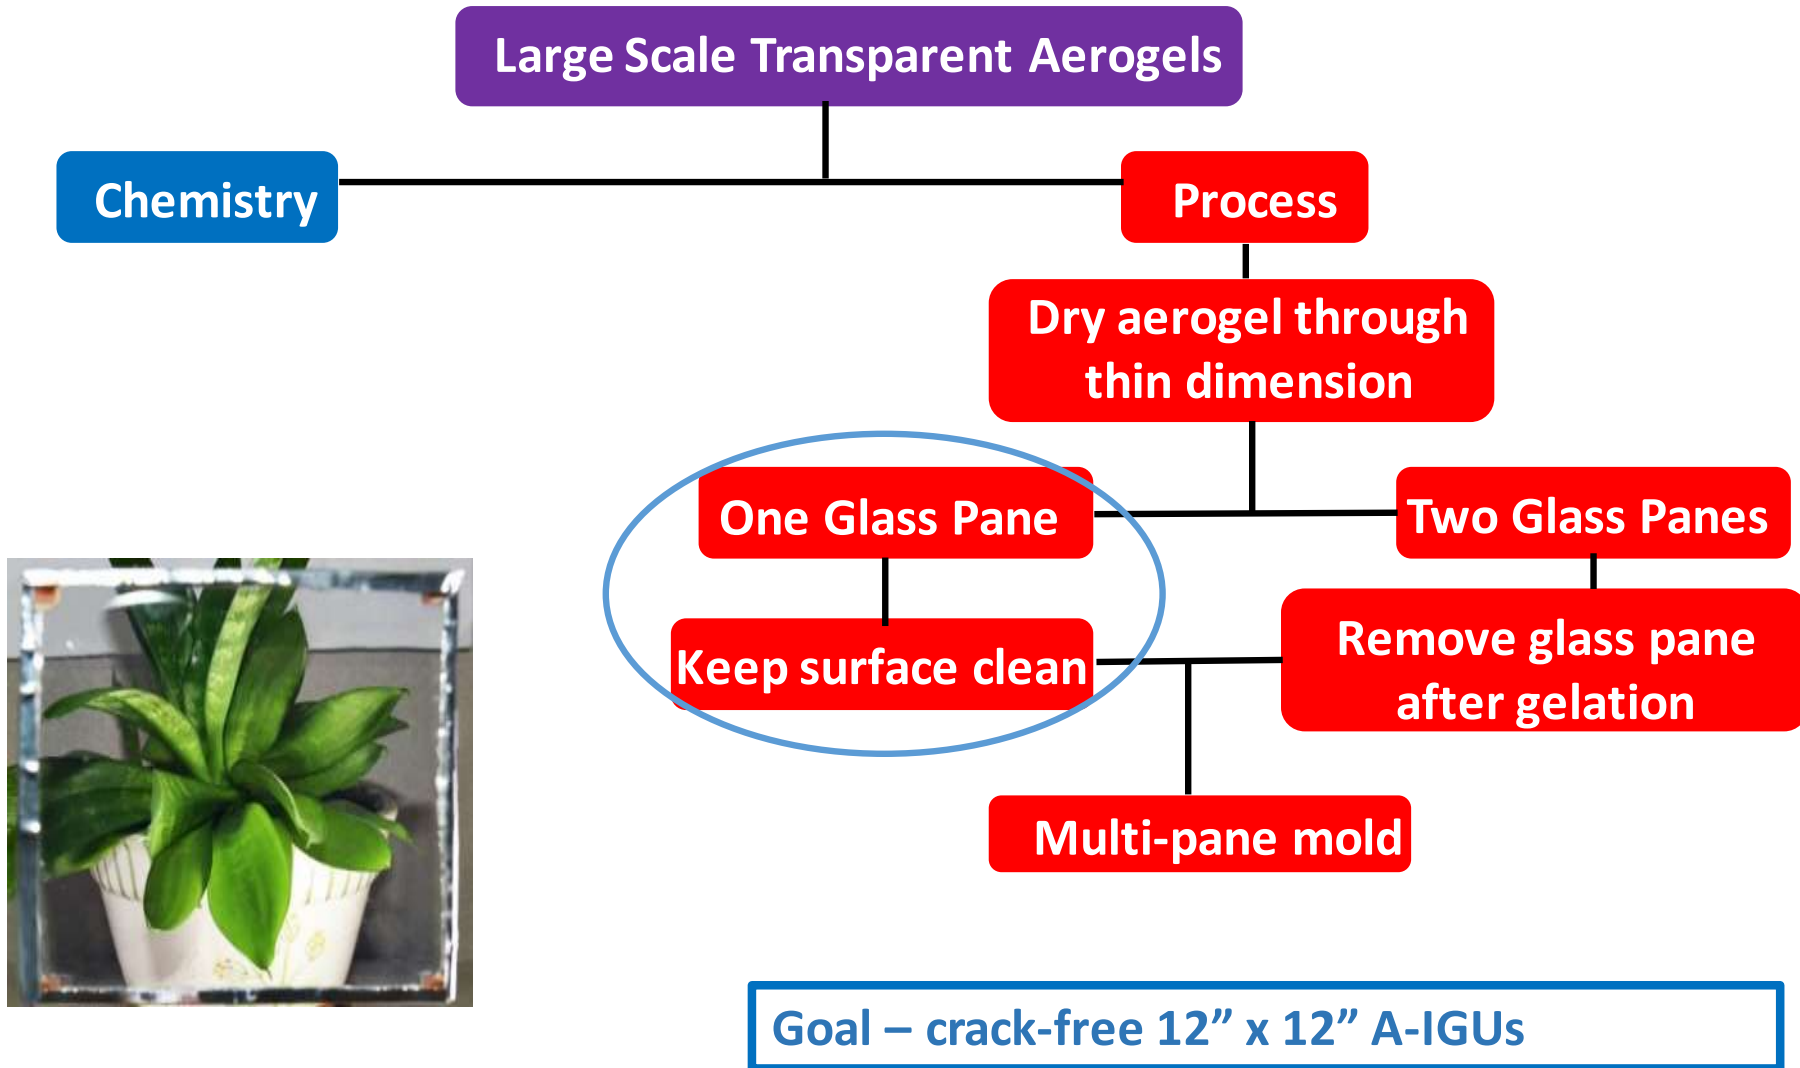 Large Scale Transparent Aerogels
Chemistry
Process
Dry aerogel through
thin dimension
One Glass Pane
Two Glass Panes
Keep surface clean
Remove glass pane
after gelation
Multi-pane mold
Goal – crack-free 12” x 12” A-IGUs